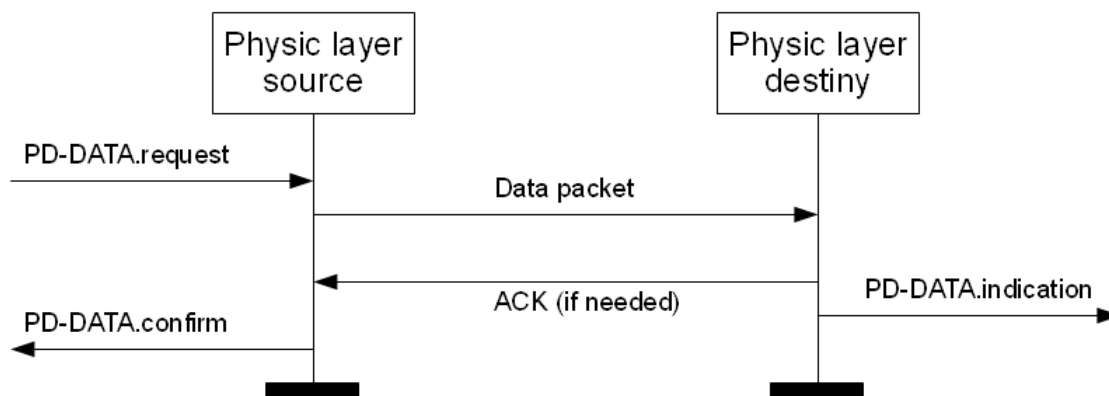 Physic layer
source
Physic layer
destiny
PD-DATA.request
Data packet
ACK (if needed)
PD-DATA.indication
PD-DATA.confirm